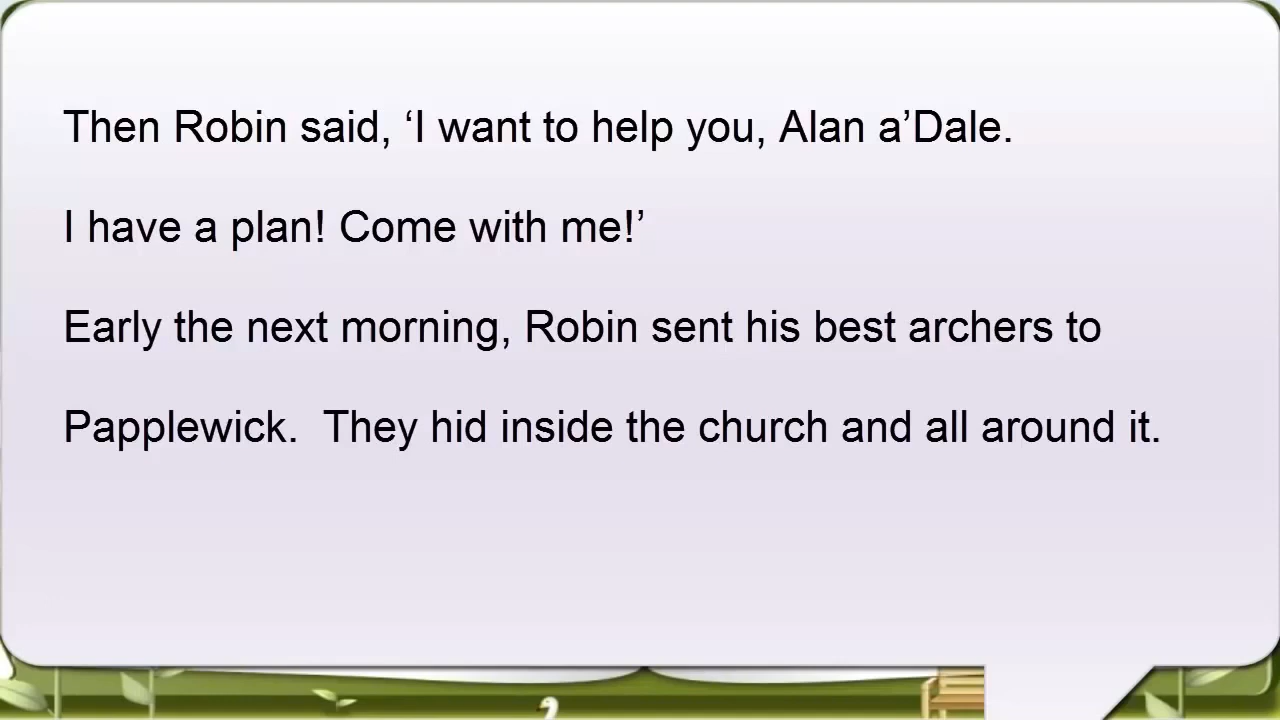 Then Robin said, ‘I want to help you, Alan a’Dale.
I have a plan! Come with me!’
Early the next morning, Robin sent his best archers to
Papplewick.  They hid inside the church and all around it.